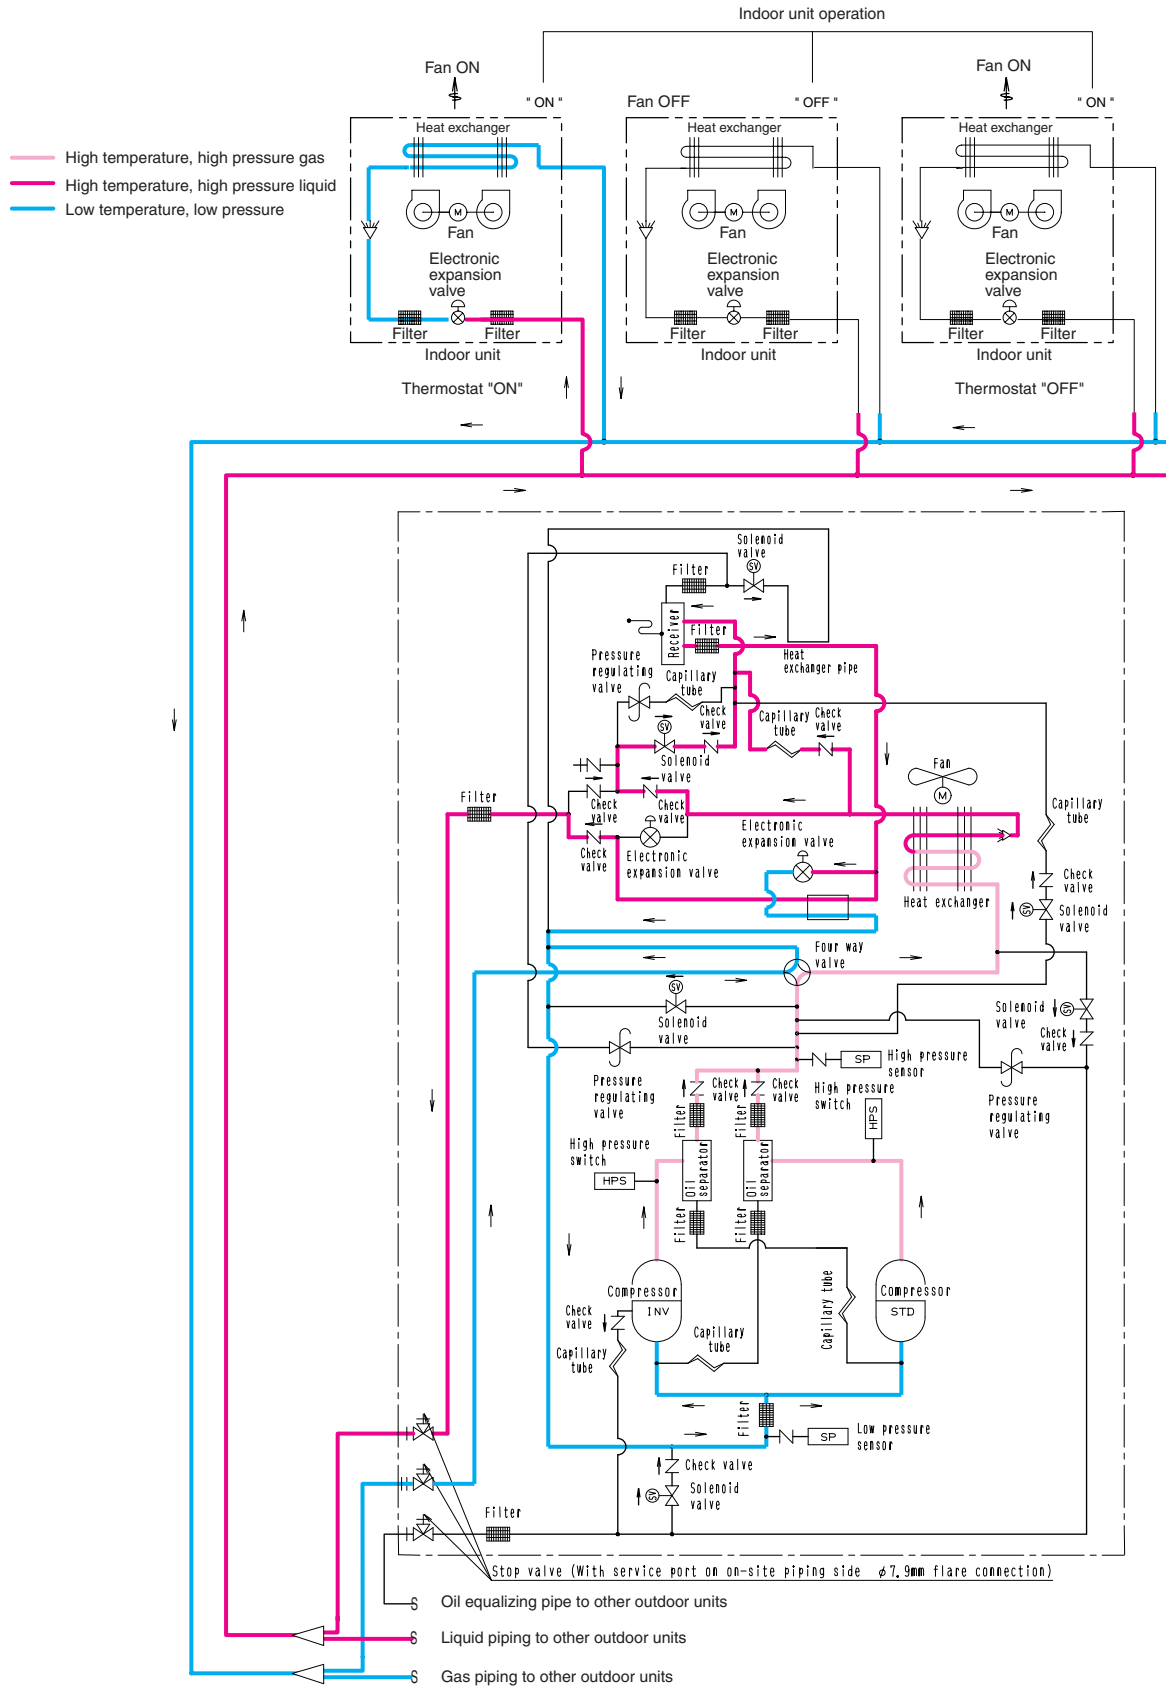 Indoor unit operation
Fan ON
" ON "
Fan OFF
" OFF "
Fan ON
" ON "
High temperature, high pressure gas
High temperature, high pressure liquid
Low temperature, low pressure
Heat exchanger
M
Fan
Electronic
expansion
valve
Filter
Filter
Indoor unit
Thermostat "ON"
Heat exchanger
M
Fan
Electronic
expansion
valve
Filter
Filter
Indoor unit
Heat exchanger
M
Fan
Electronic
expansion
valve
Filter
Filter
Indoor unit
Thermostat "OFF"
Solenoid
valve
SV
Filter
Receiver
Filter
Heat
exchanger pipe
Pressure
regulating
valve
Capillary
tube
Check
valve
Capillary
tube
Check
valve
SV
Solenoid
valve
Fan
M
Filter
Check
valve
Check
valve
Check
valve
Electronic
expansion valve
Electronic
expansion valve
Capillary
tube
Heat exchanger
Check
valve
SV
Solenoid
valve
Four way
valve
SV
Solenoid
valve
Solenoid
valve
SV
Check
valve
Pressure
regulating
valve
SP
High pressure
sensor
Pressure
regulating
valve
Check
valve
Check
valve
High pressure
switch
HPS
Filter
Filter
High pressure
switch
HPS
Oil
separator
Oil
separator
Filter
Filter
Compressor
INV
Compressor
STD
Check
valve
Capillary
tube
Capillary
tube
Capillary tube
Filter
SP
Low pressure
sensor
Check valve
SV
Solenoid
valve
Filter
Stop valve (With service port on on-site piping side φ7.9mm flare connection)
S Oil equalizing pipe to other outdoor units
S Liquid piping to other outdoor units
S Gas piping to other outdoor units